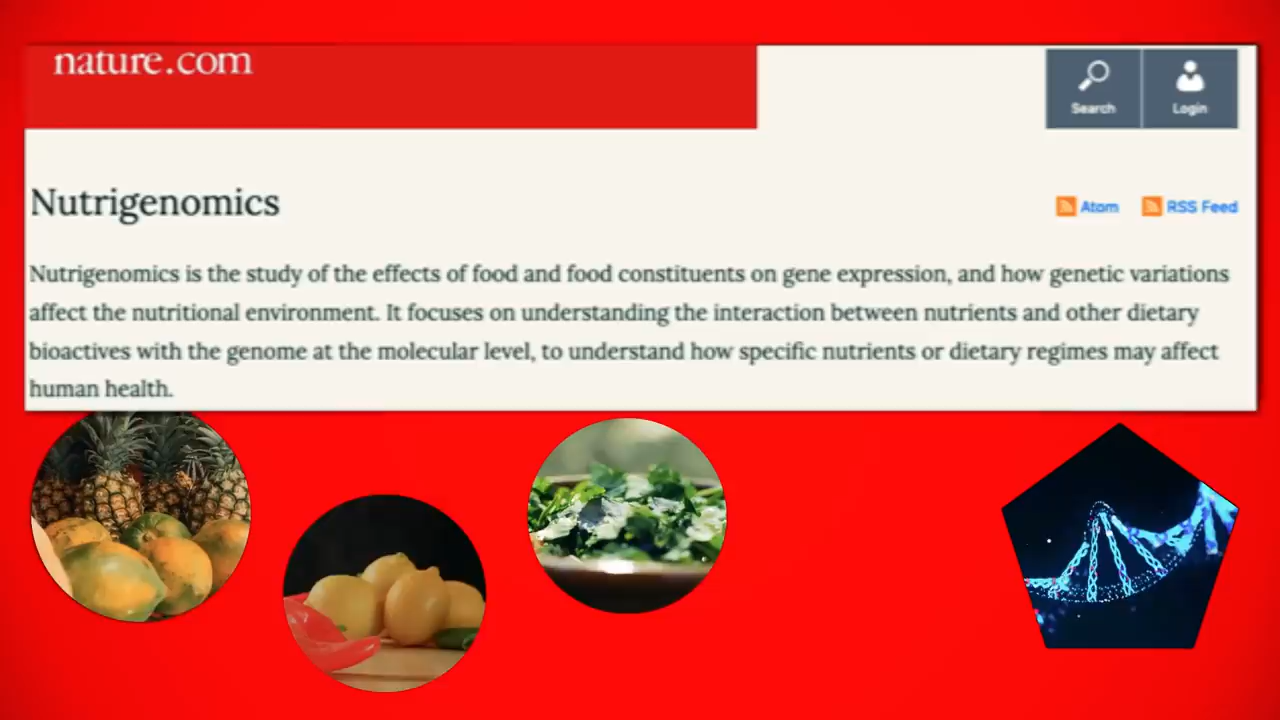 nature.com
Search
Login
Nutrigenomics
Atom
RSS Feed
Nutrigenomics is the study of the effects of food and food constituents on gene expression, and how genetic variations
affect the nutritional environment. It focuses on understanding the interaction between nutrients and other dietary
bioactives with the genome at the molecular level, to understand how specific nutrients or dietary regimes may affect
human health.